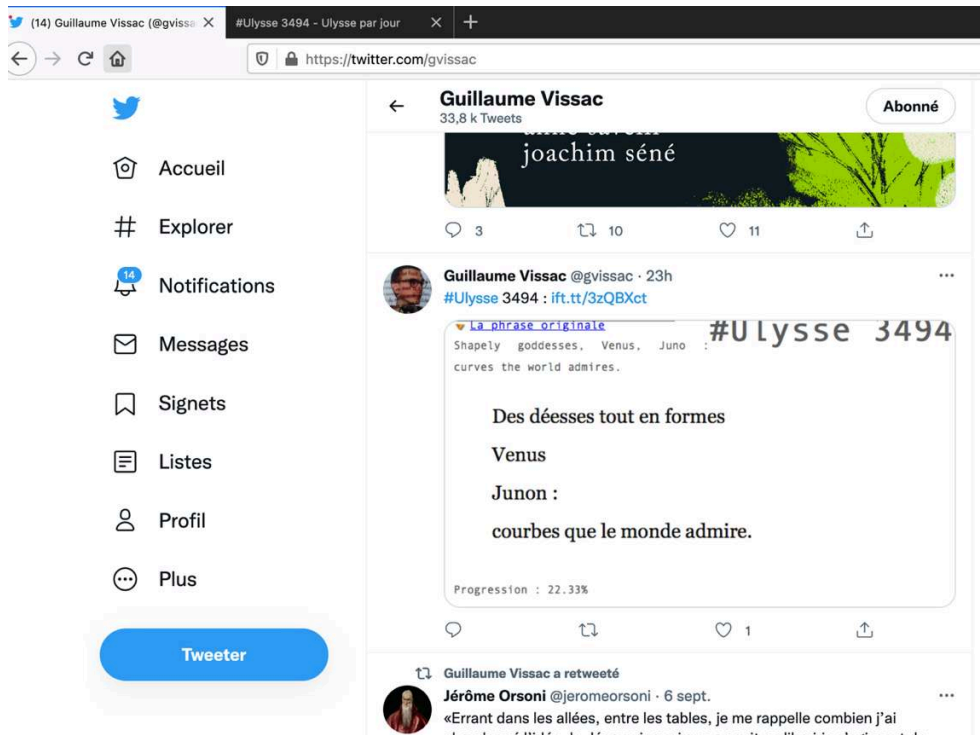 (14) Guillaume Vissac (@gvissa
#Ulysse 3494 - Ulysse par jour
https://twitter.com/gvissac
Guillaume Vissac
33,8 k Tweets
Abonné
Accueil
Explorer
14
Notifications
Messages
Signets
Listes
Profil
Plus
Tweeter
joachim séné
3 10 11
Guillaume Vissac @gvissac · 23h
#Ulysse 3494 : ift.tt/3zQBXct
La phrase originale
#Ulysse 3494
Shapely goddesses, Venus, Juno :
curves the world admires.
Des déesses tout en formes
Venus
Junon :
courbes que le monde admire.
Progression : 22.33%
1
Guillaume Vissac a retweeté
Jérôme Orsoni @jeromeorsoni · 6 sept.
«Errant dans les allées, entre les tables, je me rappelle combien j'ai